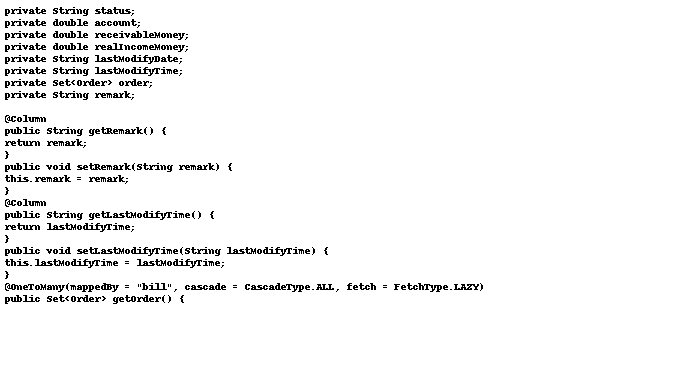 private String status;
private double account;
private double receivableMoney;
private double realIncomeMoney;
private String lastModifyDate;
private String lastModifyTime;
private Set<Order> order;
private String remark;
@Column
public String getRemark() {
return remark;
}
public void setRemark(String remark) {
this.remark = remark;
}
@Column
public String getLastModifyTime() {
return lastModifyTime;
}
public void setLastModifyTime(String lastModifyTime) {
this.lastModifyTime = lastModifyTime;
}
@OneToMany(mappedBy = "bill", cascade = CascadeType.ALL, fetch = FetchType.LAZY)
public Set<Order> getOrder() {